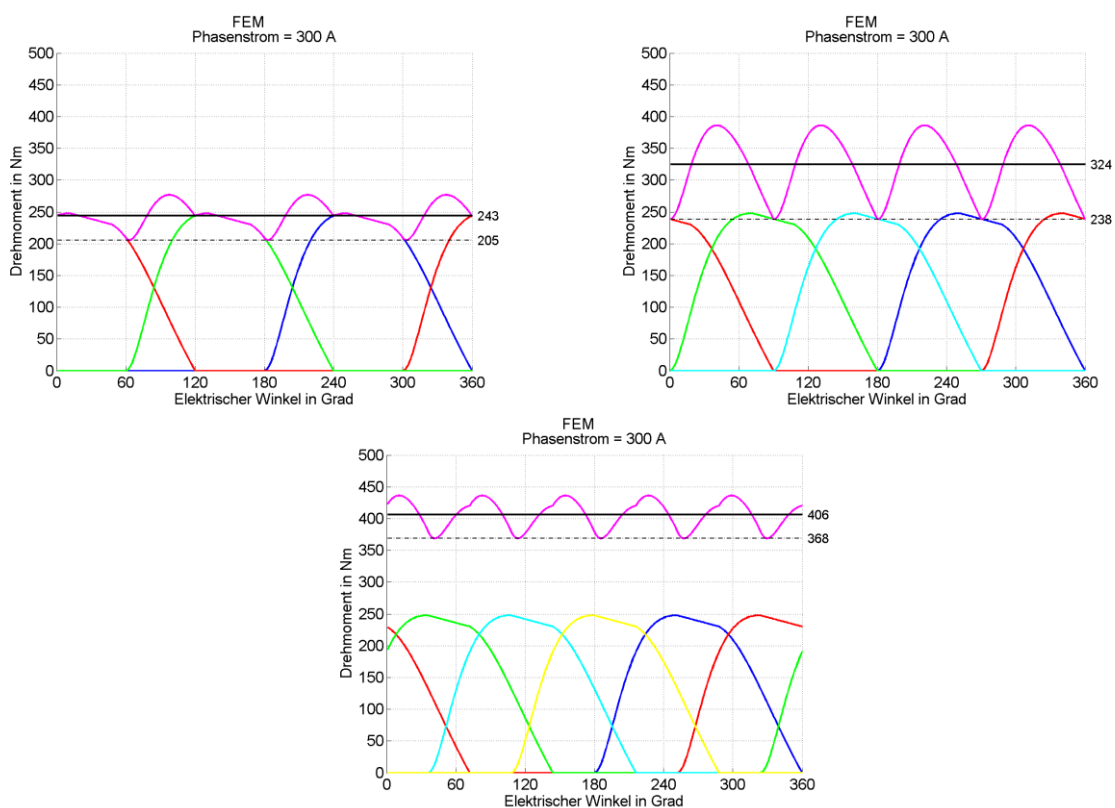 FEM
Phasenstrom = 300 A
500
450
400
350
300
250
200
150
100
50
0
Drehmoment in Nm
243
205
0 60 120 180 240 300 360
Elektrischer Winkel in Grad
FEM
Phasenstrom = 300 A
500
450
400
350
300
250
200
150
100
50
0
Drehmoment in Nm
324
238
0 60 120 180 240 300 360
Elektrischer Winkel in Grad
FEM
Phasenstrom = 300 A
500
450
400
350
300
250
200
150
100
50
0
Drehmoment in Nm
406
368
0 60 120 180 240 300 360
Elektrischer Winkel in Grad